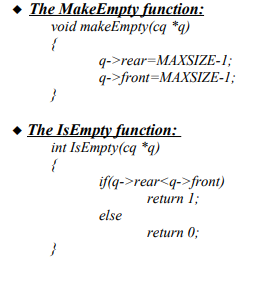 ◆ The MakeEmpty function:
void makeEmpty(cq *q)
{
q->rear=MAXSIZE-1;
q->front=MAXSIZE-1;
}
◆ The IsEmpty function:
int IsEmpty(cq *q)
{
if(q->rear<q->front)
return 1;
else
return 0;
}